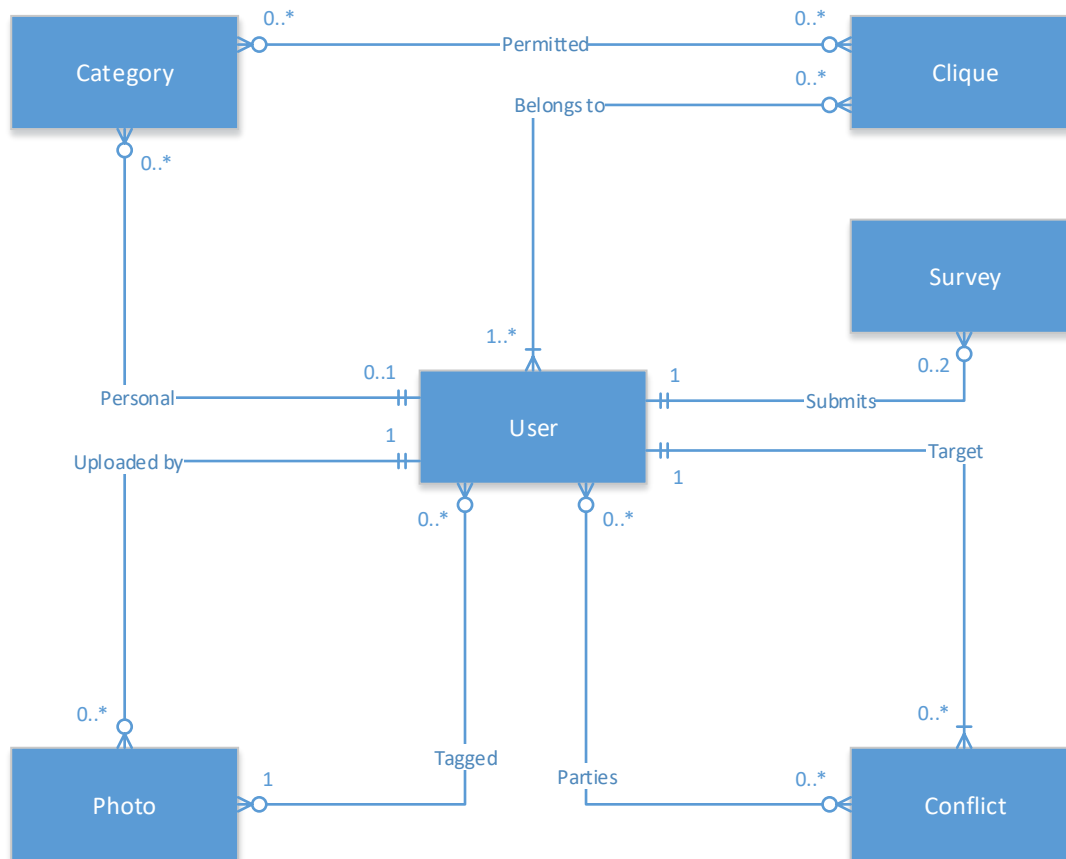 0..*
0..*
Permitted
Category
Clique
0..*
Belongs to
0..*
Survey
1..*
0..1
1
0..2
Personal
Submits
User
1
Uploaded by
1
Target
0..*
0..*
0..*
0..*
Tagged
1
Parties
0..*
Photo
Conflict